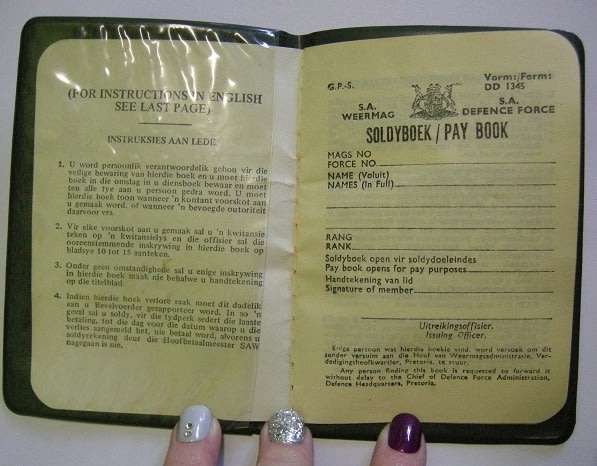 (FOR INSTRUCTIONS IN ENGLISH
SEE LAST PAGE)
INSTRUKSIES AAN LEDE
1. U word persoonlik verantwoordelik gehou vir die
veilige bewaring van hierdie boek en u moet hierdie
boek in die omslag in u diensboek bewaar en moet
ten alle tye aan u persoon gedra word. U moet
hierdie boek toon wanneer 'n kontant voorskot aan
u gemaak word, of wanneer 'n bevoegde outoriteit
daarvoor vra.
2. Vir elke voorskot aan u gemaak sal u 'n kwitansie
teken op 'n kwitansielys en die offisier sal die
ooreenstemmende inskrywing in hierdie boek op
bladsye 10 tot 15 aanteken.
3. Onder geen omstandighede sal u enige inskrywing
in hierdie boek maak nie behalwe u handtekening
op die titelblad.
4. Indien hierdie boek verlore raak moet dit dadelik
aan u Bevelvoerder gerapporteer word. In so 'n
geval sal u soldy, vir die tydperk sedert die laaste
betaling, tot die dag voor die datum waarop u die
verlies aangemeld het, nie betaal word, alvorens u
soldyrekening deur die Hoofbetaalmeester SAW
nagegaan is nie.
G.P.-S.
Vorm:/Form:
DD 1345
S.A.
WEERMAG
S.A.
DEFENCE FORCE
SOLDYBOEK / PAY BOOK
MAGS NO
FORCE NO
NAME (Voluit)
NAMES (In Full)
RANG
RANK
Soldyboek open vir soldydoeleindes
Pay book opens for pay purposes
Handtekening van lid
Signature of member
Uitreikingsoffisier.
Issuing Officer.
Enige persoon wat hierdie boekie vind, word versoek om dit
sonder versuim aan die Hoof van Weermagsadministrasie, Ver-
dedigingshoofkwartier, Pretoria, te stuur.
Any person finding this book is requested to forward it
without delay to the Chief of Defence Force Administration,
Defence Headquarters, Pretoria.
1